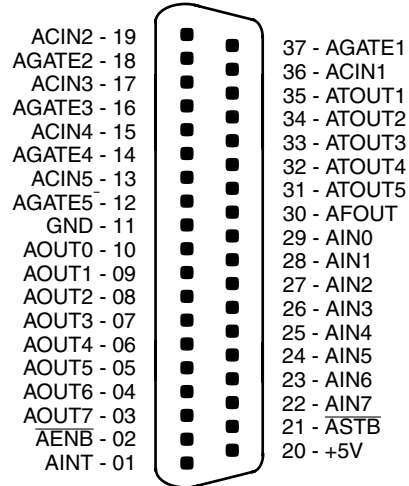 ACIN2 - 19
AGATE2 - 18
ACIN3 - 17
AGATE3 - 16
ACIN4 - 15
AGATE4 - 14
ACIN5 - 13
AGATE5 - 12
GND - 11
AOUT0 - 10
AOUT1 - 09
AOUT2 - 08
AOUT3 - 07
AOUT4 - 06
AOUT5 - 05
AOUT6 - 04
AOUT7 - 03
A̅E̅N̅B̅ - 02
AINT - 01
37 - AGATE1
36 - ACIN1
35 - ATOUT1
34 - ATOUT2
33 - ATOUT3
32 - ATOUT4
31 - ATOUT5
30 - AFOUT
29 - AIN0
28 - AIN1
27 - AIN2
26 - AIN3
25 - AIN4
24 - AIN5
23 - AIN6
22 - AIN7
21 - A̅S̅T̅B̅
20 - +5V